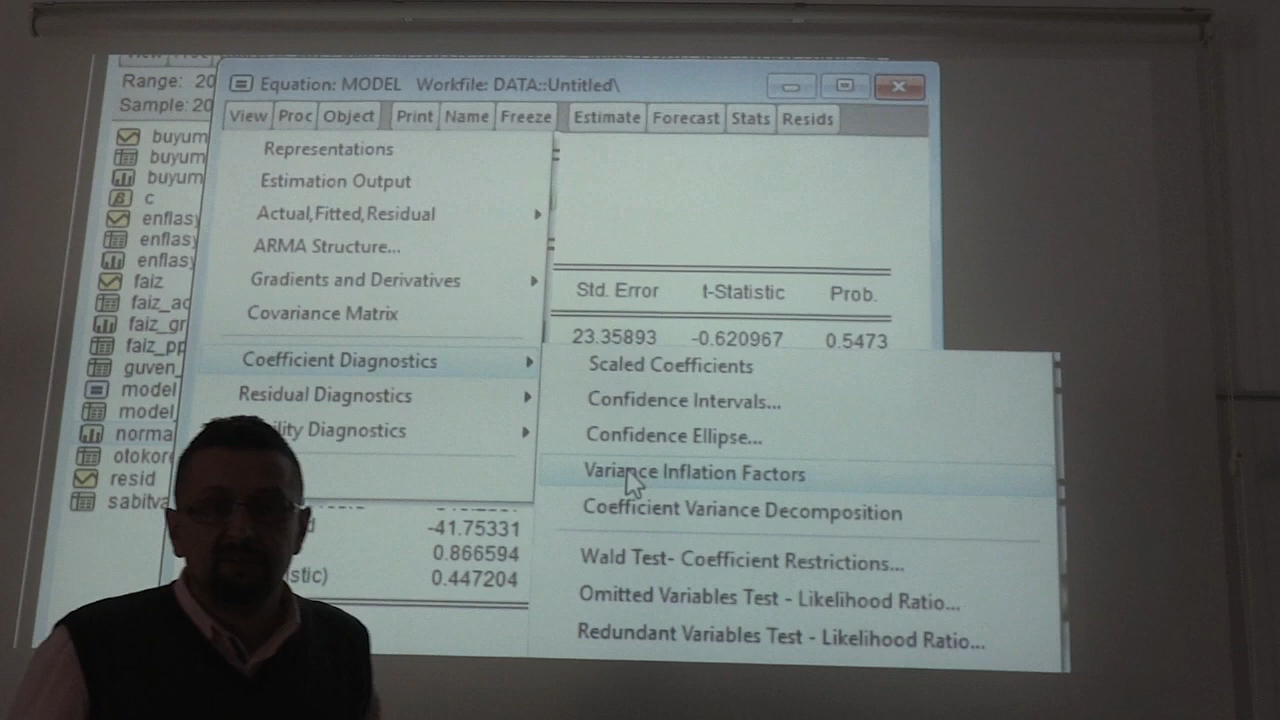 Range: 20
Sample: 20
buyum
buyum
buyum
c
enflasy
enflasy
enflasy
faiz
faiz_ad
faiz_gr
faiz_pp
guven_
model
model_
norma
otokor
resid
sabitva
Equation: MODEL Workfile: DATA::Untitled\
View Proc Object Print Name Freeze Estimate Forecast Stats Resids
Representations
Estimation Output
Actual,Fitted,Residual
ARMA Structure...
Gradients and Derivatives
Covariance Matrix
Coefficient Diagnostics
Residual Diagnostics
ility Diagnostics
Std. Error t-Statistic Prob.
23.35893 -0.620967 0.5473
Scaled Coefficients
Confidence Intervals...
Confidence Ellipse...
Variance Inflation Factors
Coefficient Variance Decomposition
Wald Test- Coefficient Restrictions...
Omitted Variables Test - Likelihood Ratio...
Redundant Variables Test - Likelihood Ratio...
d -41.75331
0.866594
istic) 0.447204